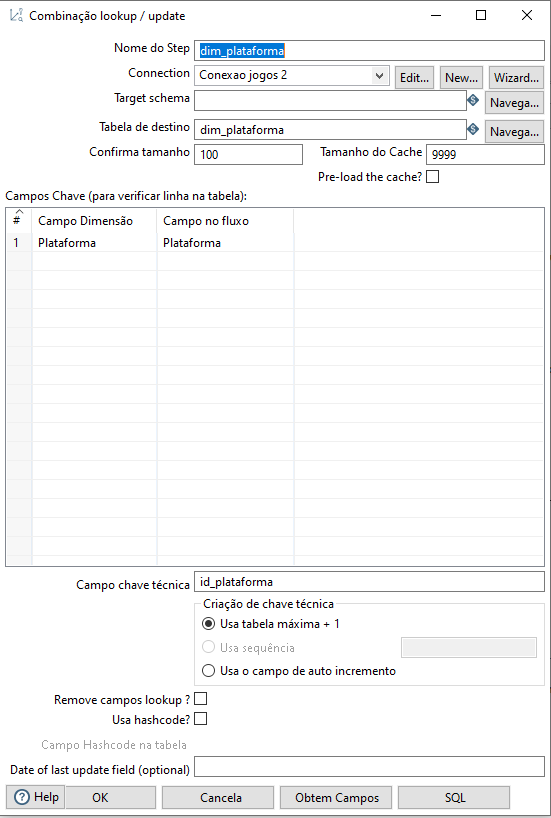 Combinação lookup / update
Nome do Step dim_plataforma
Connection Conexao jogos 2 Edit... New... Wizard...
Target schema Navega...
Tabela de destino dim_plataforma Navega...
Confirma tamanho 100 Tamanho do Cache 9999
Pre-load the cache?
Campos Chave (para verificar linha na tabela):
# Campo Dimensão Campo no fluxo
1 Plataforma Plataforma
Campo chave técnica id_plataforma
Criação de chave técnica
Usa tabela máxima + 1
Usa sequência
Usa o campo de auto incremento
Remove campos lookup ?
Usa hashcode?
Campo Hashcode na tabela
Date of last update field (optional)
Help OK Cancela Obtem Campos SQL